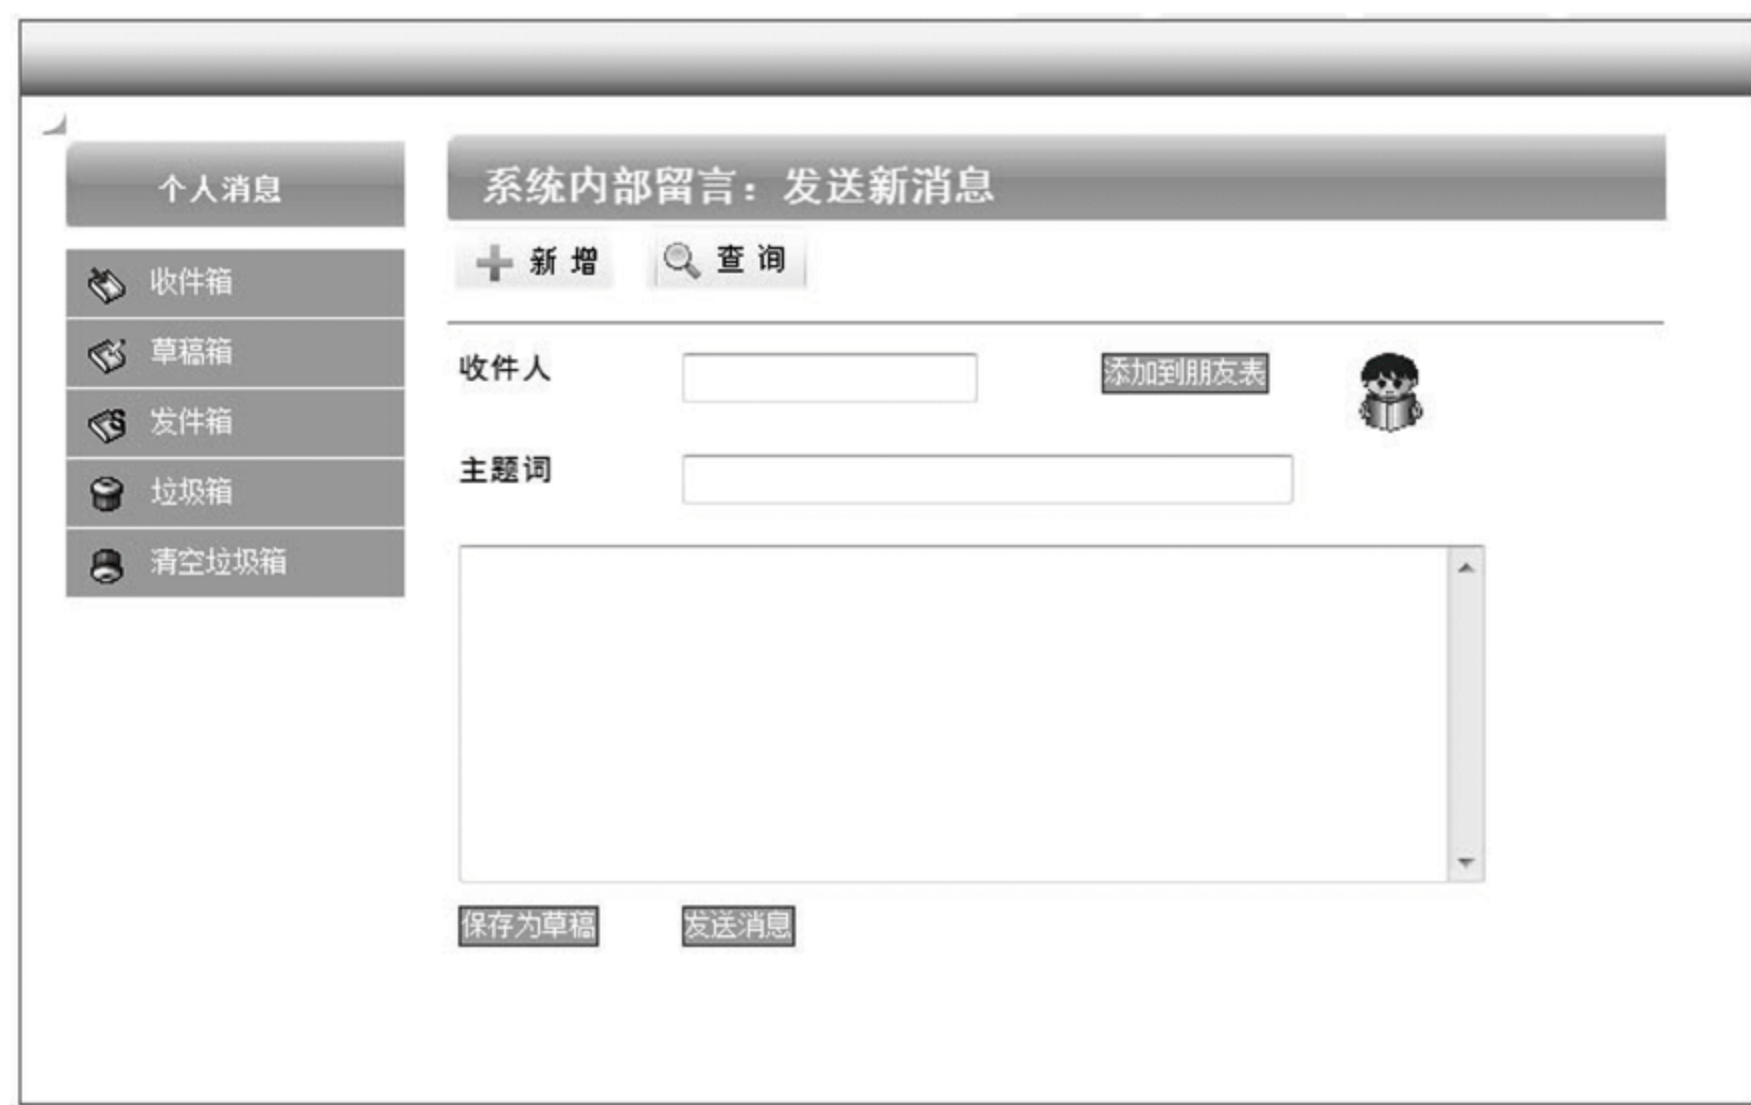 个人消息
收件箱
草稿箱
发件箱
垃圾箱
清空垃圾箱
系统内部留言：发送新消息
新 增 查 询
收件人 添加到朋友表
主题词
保存为草稿 发送消息